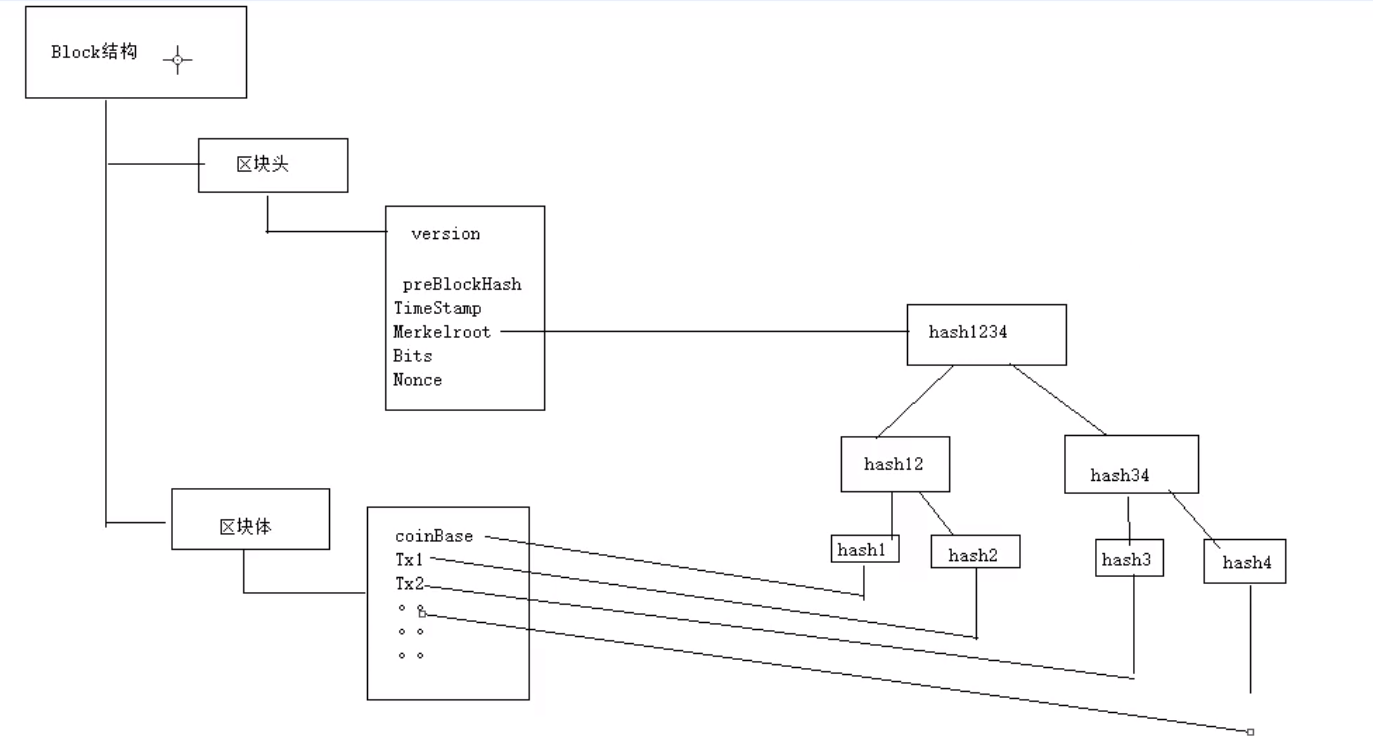 Block结构
区块头
version
preBlockHash
TimeStamp
Merkelroot
Bits
Nonce
hash1234
hash12
hash34
hash1
hash2
hash3
hash4
区块体
coinBase
Tx1
Tx2
。。
。。
。。